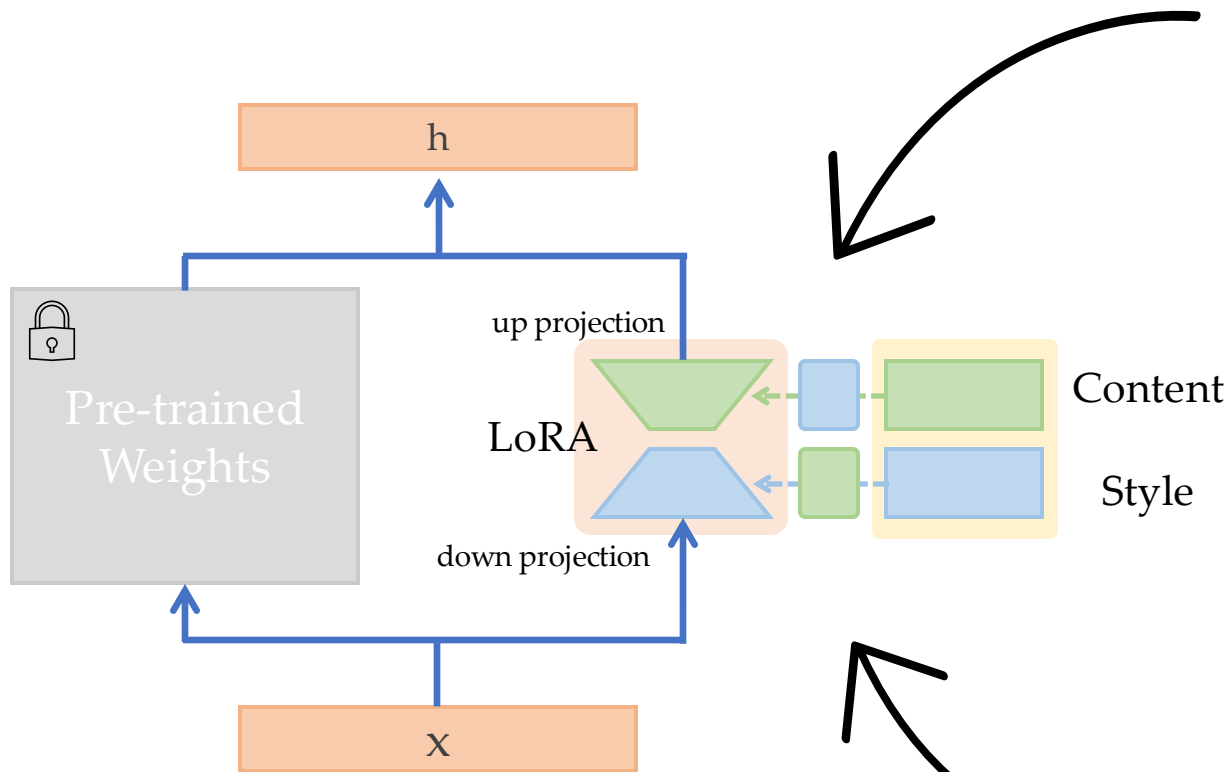 h
up projection
Pre-trained
Weights
LoRA
Content
Style
down projection
x